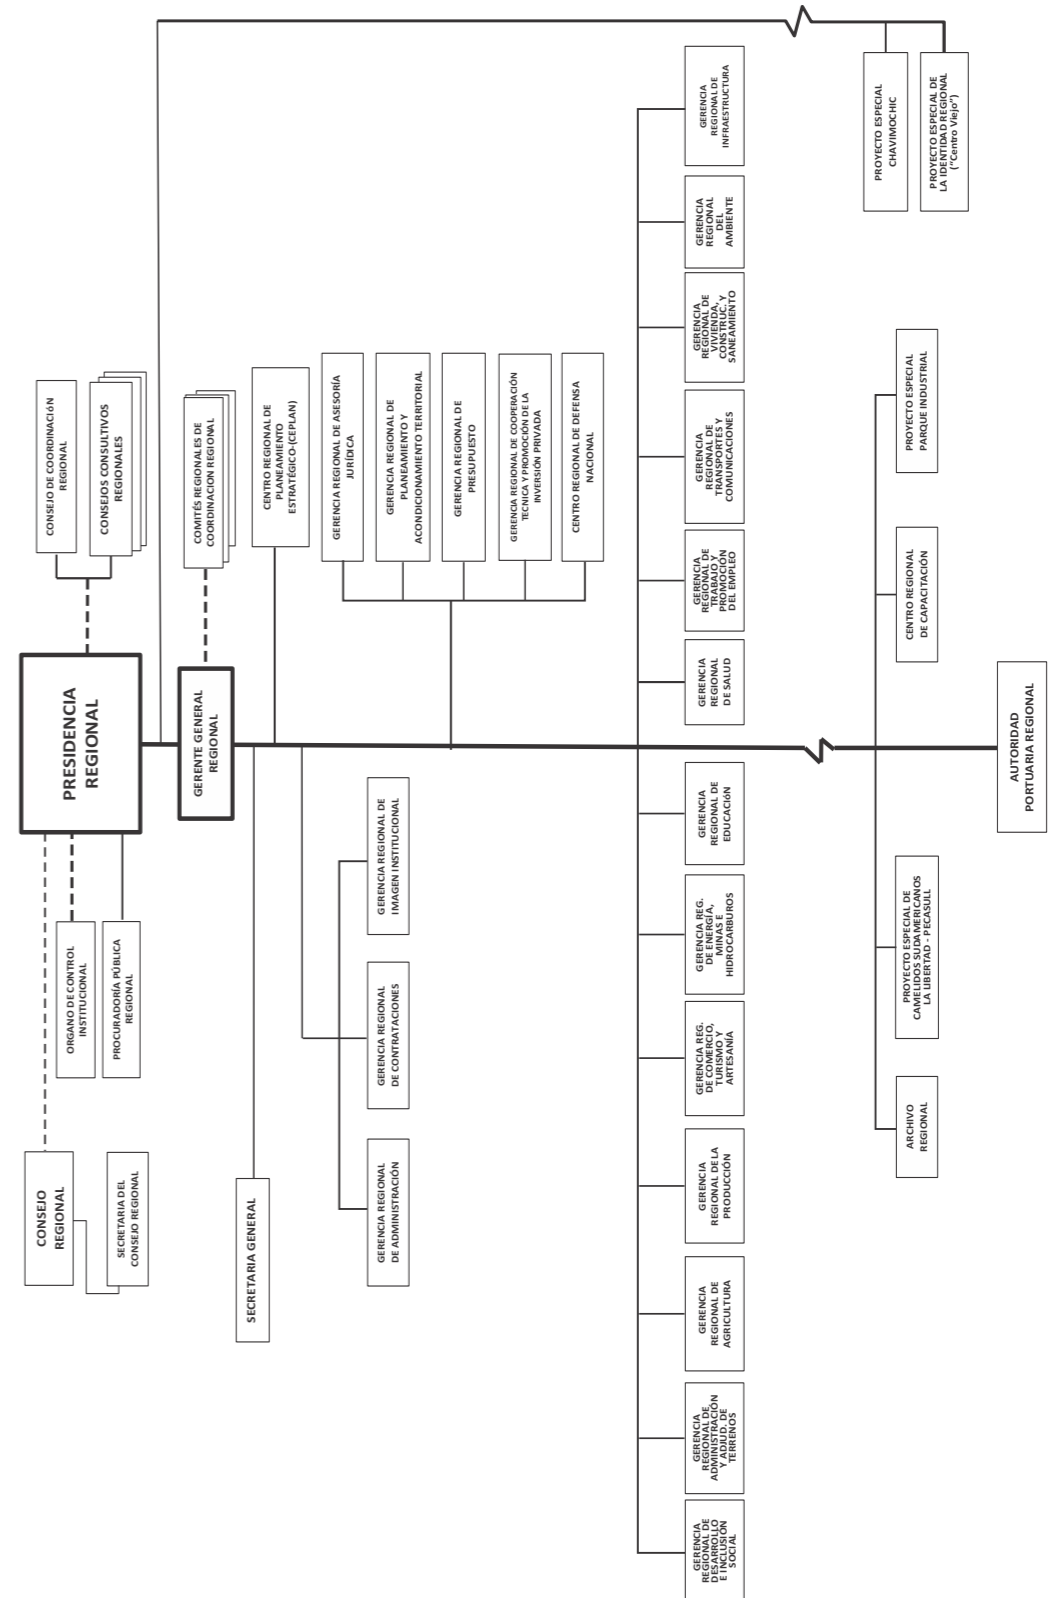 PRESIDENCIA
REGIONAL
CONSEJO
REGIONAL
SECRETARIA DEL
CONSEJO REGIONAL
ORGANO DE CONTROL
INSTITUCIONAL
PROCURADORÍA PÚBLICA
REGIONAL
CONSEJO DE COORDINACIÓN
REGIONAL
CONSEJOS CONSULTIVOS
REGIONALES
GERENTE GENERAL
REGIONAL
COMITÉS REGIONALES DE
COORDINACION REGIONAL
SECRETARIA GENERAL
CENTRO REGIONAL DE
PLANEAMIENTO
ESTRATÉGICO-(CEPLAN)
GERENCIA REGIONAL
DE ADMINISTRACIÓN
GERENCIA REGIONAL
DE CONTRATACIONES
GERENCIA REGIONAL DE
IMAGEN INSTITUCIONAL
GERENCIA REGIONAL DE ASESORÍA
JURÍDICA
GERENCIA REGIONAL DE
PLANEAMIENTO Y
ACONDICIONAMIENTO TERRITORIAL
GERENCIA REGIONAL DE
PRESUPUESTO
GERENCIA REGIONAL DE COOPERACIÓN
TECNICA Y PROMOCIÓN DE LA
INVERSIÓN PRIVADA
CENTRO REGIONAL DE DEFENSA
NACIONAL
GERENCIA
REGIONAL DE
DESARROLLO
E INCLUSIÓN
SOCIAL
GERENCIA
REGIONAL DE
ADMINISTRACIÓN
Y ADJUD. DE
TERRENOS
GERENCIA
REGIONAL DE
AGRICULTURA
GERENCIA
REGIONAL DE LA
PRODUCCIÓN
GERENCIA REG.
DE COMERCIO,
TURISMO Y
ARTESANÍA
GERENCIA REG.
DE ENERGÍA,
MINAS E
HIDROCARBUROS
GERENCIA
REGIONAL DE
EDUCACIÓN
GERENCIA
REGIONAL
DE SALUD
GERENCIA
REGIONAL DE
TRABAJO Y
PROMOCIÓN
DEL EMPLEO
GERENCIA
REGIONAL DE
TRANSPORTES Y
COMUNICACIONES
GERENCIA
REGIONAL DE
VIVIENDA,
CONSTRUC. Y
SANEAMIENTO
GERENCIA
REGIONAL
DEL
AMBIENTE
GERENCIA
REGIONAL DE
INFRAESTRUCTURA
PROYECTO ESPECIAL
CHAVIMOCHIC
PROYECTO ESPECIAL DE
LA IDENTIDAD REGIONAL
("Centro Viejo")
ARCHIVO
REGIONAL
PROYECTO ESPECIAL DE
CAMELIDOS SUDAMERICANOS
LA LIBERTAD - PECASULL
CENTRO REGIONAL
DE CAPACITACIÓN
PROYECTO ESPECIAL
PARQUE INDUSTRIAL
AUTORIDAD
PORTUARIA REGIONAL